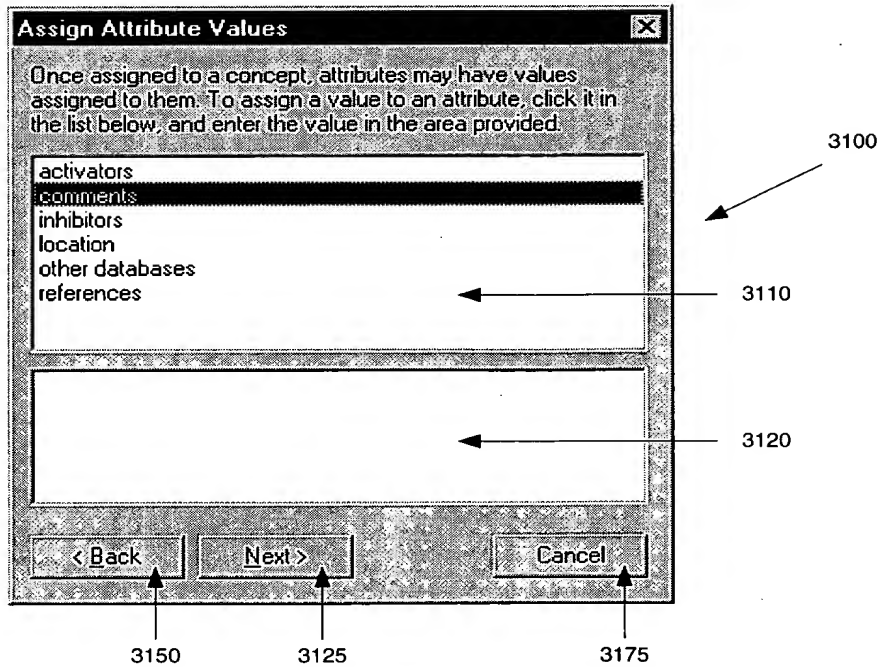 Assign Attribute Values
Once assigned to a concept, attributes may have values
assigned to them. To assign a value to an attribute, click it in
the list below, and enter the value in the area provided.
3100
activators
comments
inhibitors
location
other databases
references
3110
3120
< Back
Next >
Cancel
3150
3125
3175